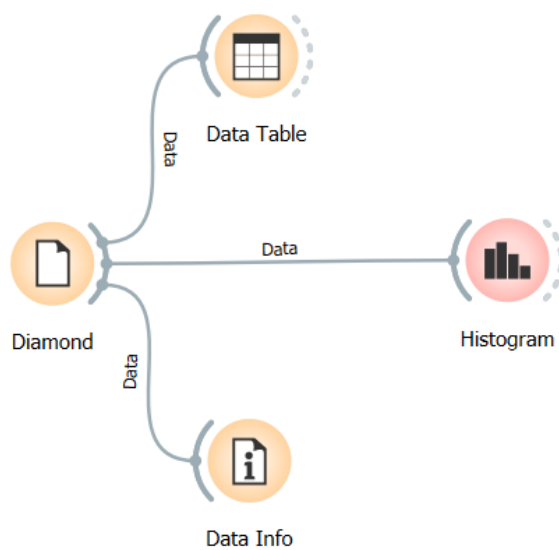 Data Table
Data
Data
Diamond
Histogram
Data
Data Info